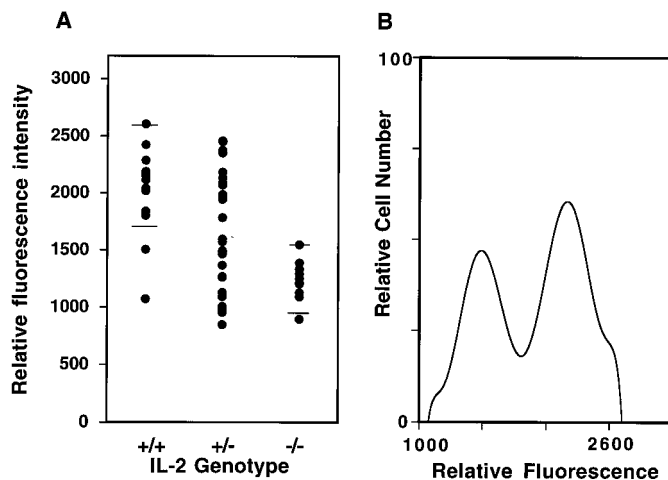 A
Relative fluorescence intensity
3000
2500
2000
1500
1000
500
0
+/+ +/- -/-
IL-2 Genotype
B
Relative Cell Number
100
0
1000 2600
Relative Fluorescence